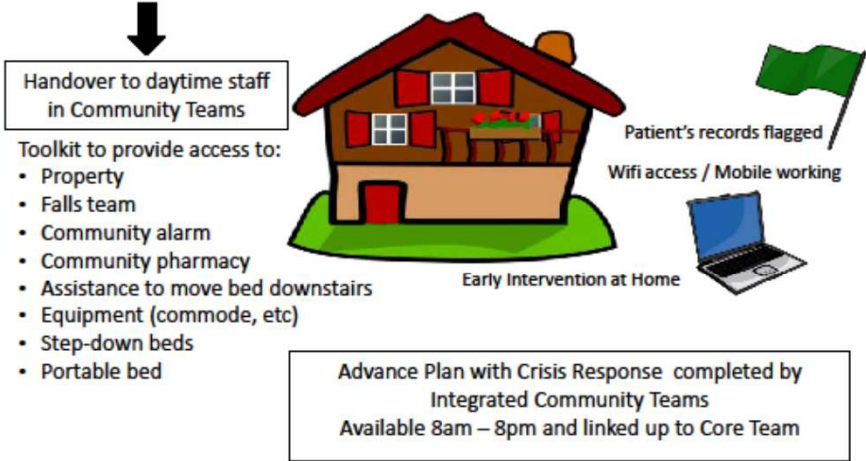 Handover to daytime staff
in Community Teams
Toolkit to provide access to:
• Property
• Falls team
• Community alarm
• Community pharmacy
• Assistance to move bed downstairs
• Equipment (commode, etc)
• Step-down beds
• Portable bed
Patient's records flagged
Wifi access / Mobile working
Early Intervention at Home
Advance Plan with Crisis Response completed by
Integrated Community Teams
Available 8am – 8pm and linked up to Core Team